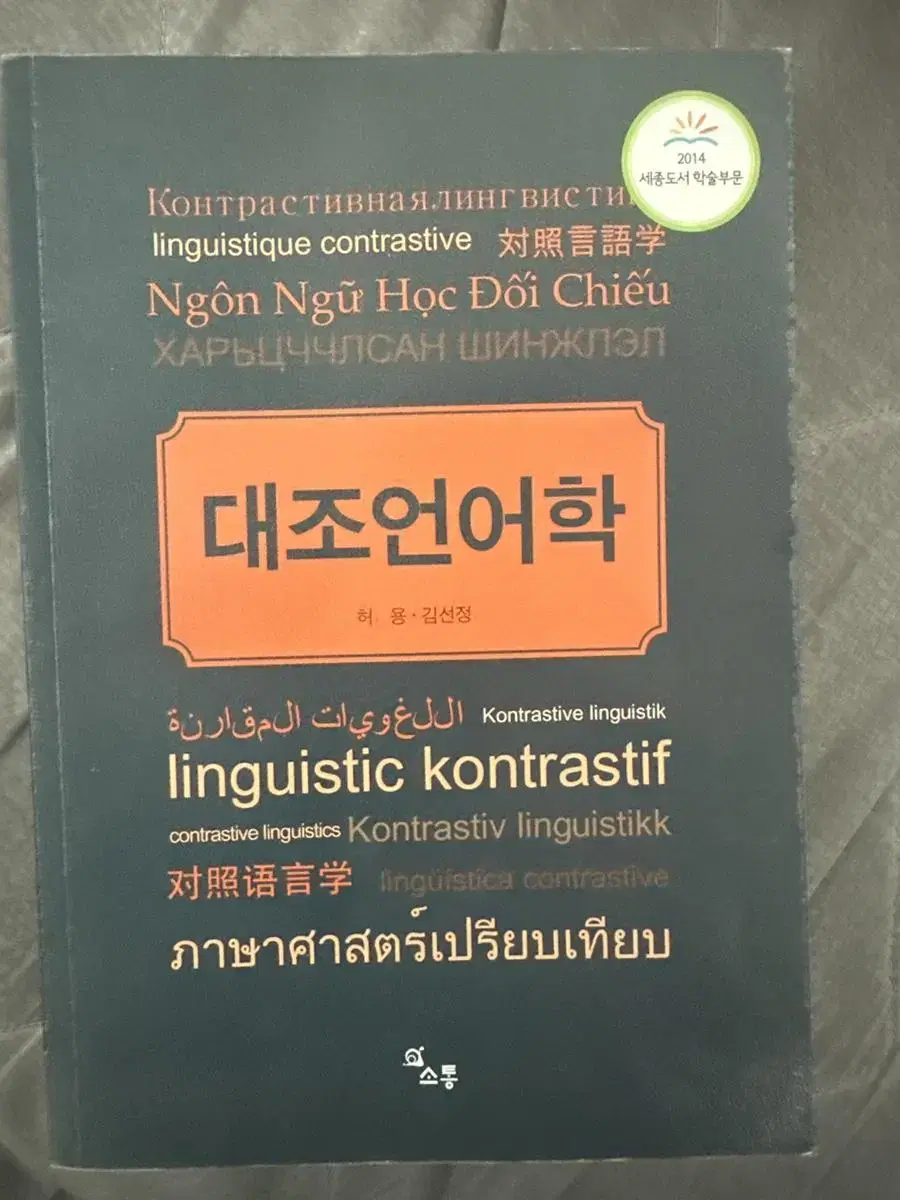 2014
세종도서 학술부문
Контрастивнаялингвисти
linguistique contrastive 対照言語学
Ngôn Ngữ Học Đối Chiếu
ХАРЬЦЧЧЛСАН ШИНЖЛЭЛ
대조언어학
허 용·김선정
اللغويات المقارنة Kontrastive linguistik
linguistic kontrastif
contrastive linguistics Kontrastiv linguistikk
对照语言学 lingüística contrastive
ภาษาศาสตร์เปรียบเทียบ
소통